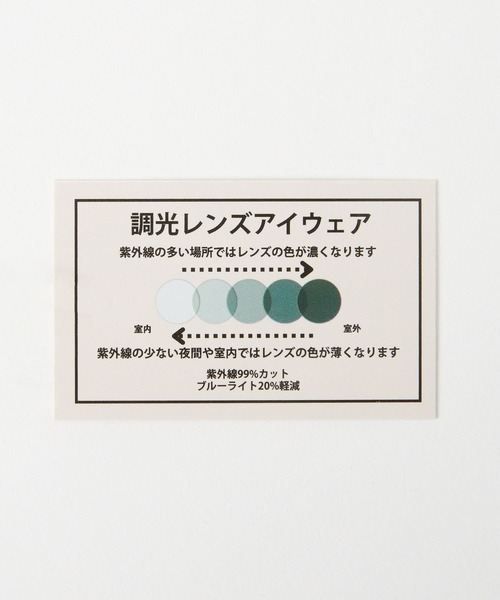 調光レンズアイウェア
紫外線の多い場所ではレンズの色が濃くなります
室内
室外
紫外線の少ない夜間や室内ではレンズの色が薄くなります
紫外線99%カット
ブルーライト20%軽減